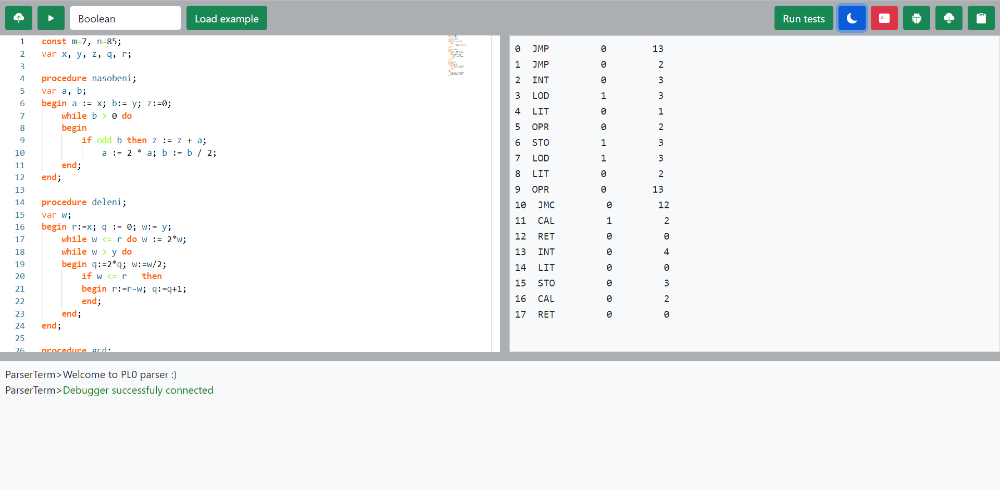 Boolean Load example Run tests
1 const m=7, n=85;
2 var x, y, z, q, r;
3
4 procedure nasobeni;
5 var a, b;
6 begin a := x; b:= y; z:=0;
7 while b > 0 do
8 begin
9 if odd b then z := z + a;
10 a := 2 * a; b := b / 2;
11 end;
12 end;
13
14 procedure deleni;
15 var w;
16 begin r:=x; q := 0; w:= y;
17 while w <= r do w := 2*w;
18 while w > y do
19 begin q:=2*q; w:=w/2;
20 if w <= r   then
21 begin r:=r-w; q:=q+1;
22 end;
23 end;
24 end;
25
26 procedure gcd;
0 JMP 0 13
1 JMP 0 2
2 INT 0 3
3 LOD 1 3
4 LIT 0 1
5 OPR 0 2
6 STO 1 3
7 LOD 1 3
8 LIT 0 2
9 OPR 0 13
10 JMC 0 12
11 CAL 1 2
12 RET 0 0
13 INT 0 4
14 LIT 0 0
15 STO 0 3
16 CAL 0 2
17 RET 0 0
ParserTerm>Welcome to PL0 parser :)
ParserTerm>Debugger successfuly connected